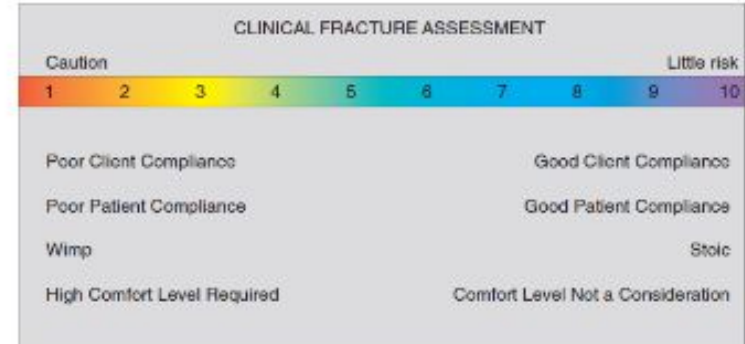 CLINICAL FRACTURE ASSESSMENT
Caution Little risk
1 2 3 4 5 6 7 8 9 10
Poor Client Compliance Good Client Compliance
Poor Patient Compliance Good Patient Compliance
Wimp Stoic
High Comfort Level Required Comfort Level Not a Consideration